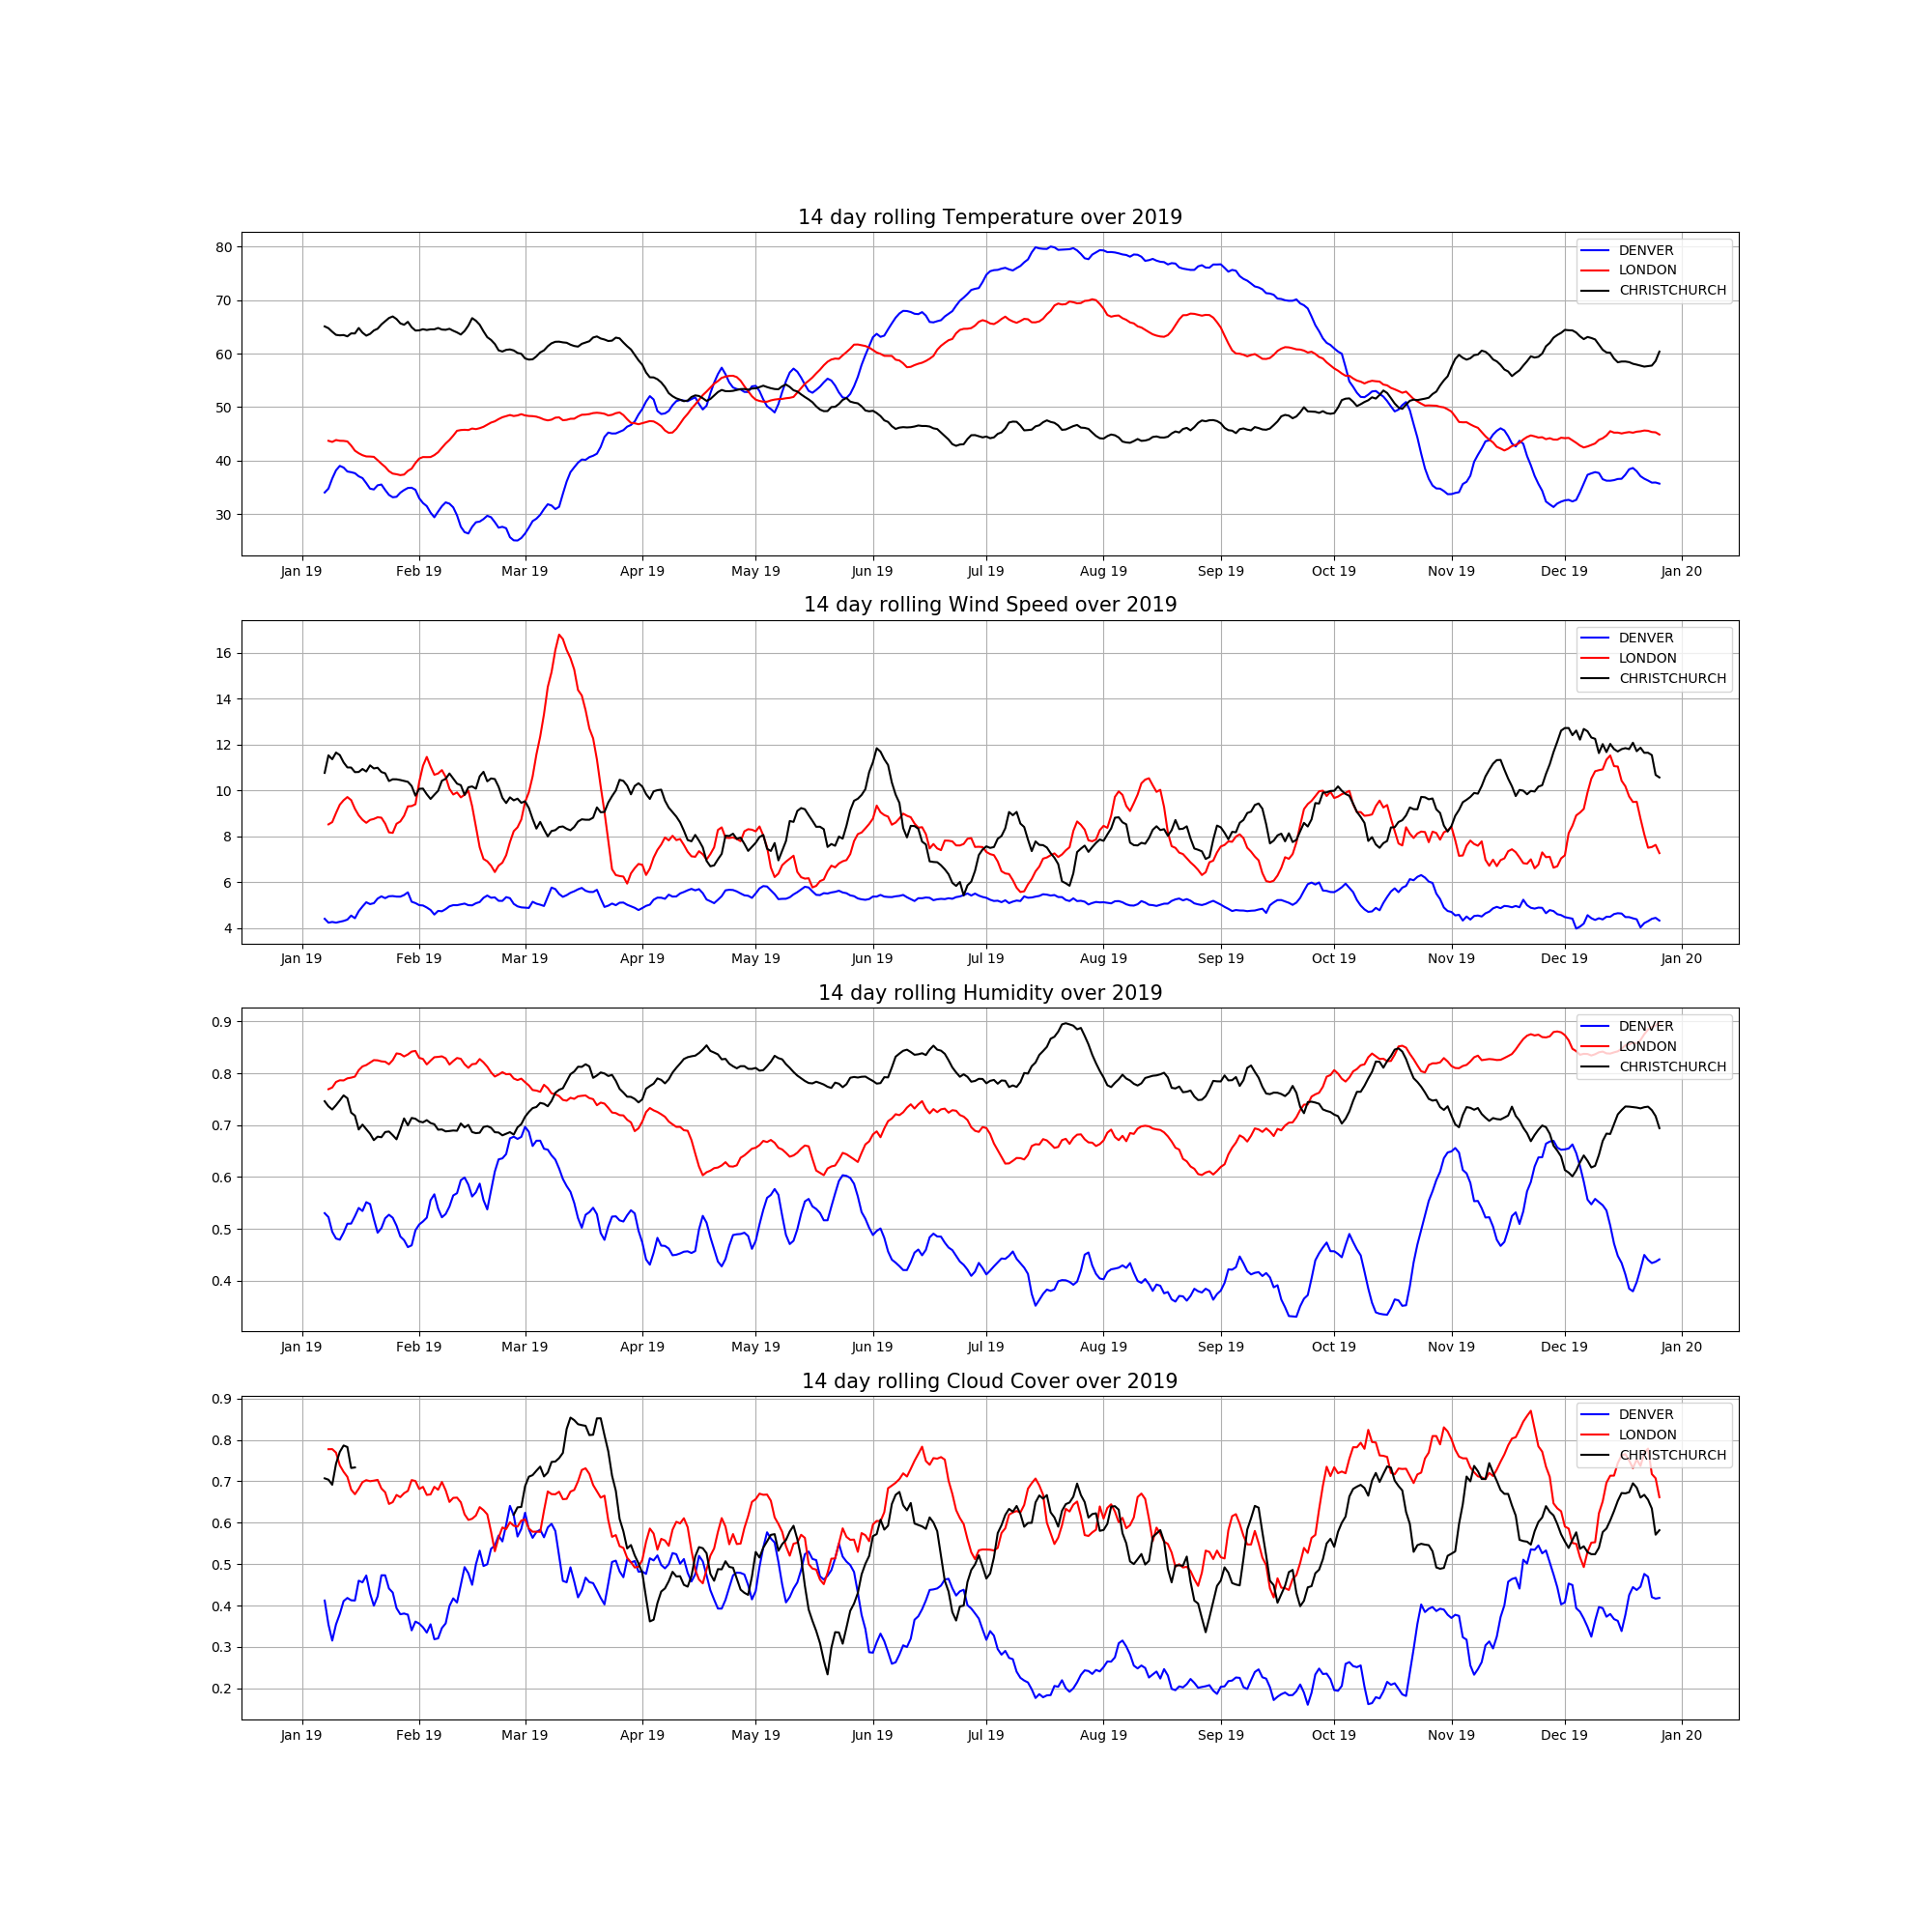 14 day rolling Temperature over 2019
80
70
60
50
40
30
DENVER
LONDON
CHRISTCHURCH
Jan 19 Feb 19 Mar 19 Apr 19 May 19 Jun 19 Jul 19 Aug 19 Sep 19 Oct 19 Nov 19 Dec 19 Jan 20
14 day rolling Wind Speed over 2019
16
14
12
10
8
6
4
DENVER
LONDON
CHRISTCHURCH
Jan 19 Feb 19 Mar 19 Apr 19 May 19 Jun 19 Jul 19 Aug 19 Sep 19 Oct 19 Nov 19 Dec 19 Jan 20
14 day rolling Humidity over 2019
0.9
0.8
0.7
0.6
0.5
0.4
DENVER
LONDON
CHRISTCHURCH
Jan 19 Feb 19 Mar 19 Apr 19 May 19 Jun 19 Jul 19 Aug 19 Sep 19 Oct 19 Nov 19 Dec 19 Jan 20
14 day rolling Cloud Cover over 2019
0.9
0.8
0.7
0.6
0.5
0.4
0.3
0.2
DENVER
LONDON
CHRISTCHURCH
Jan 19 Feb 19 Mar 19 Apr 19 May 19 Jun 19 Jul 19 Aug 19 Sep 19 Oct 19 Nov 19 Dec 19 Jan 20